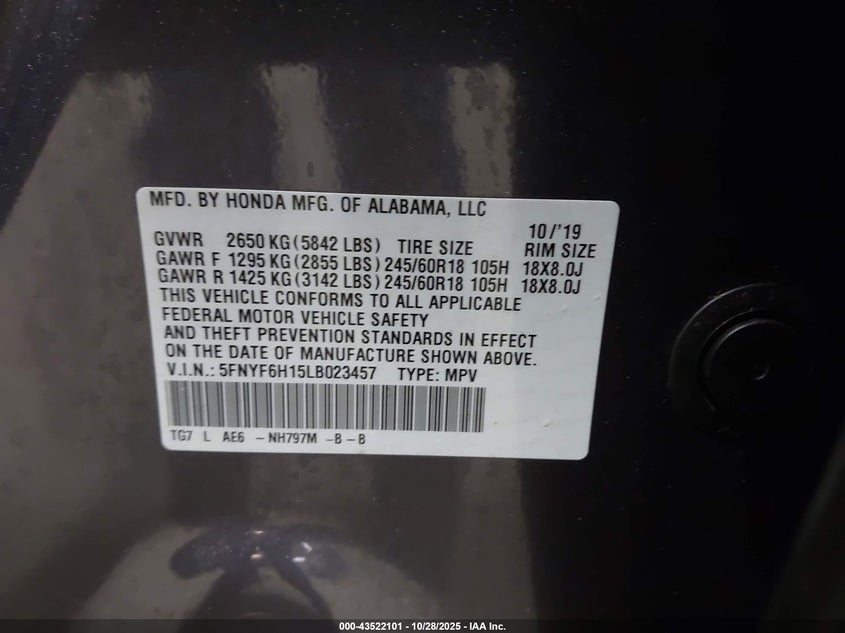 MFD. BY HONDA MFG. OF ALABAMA, LLC
10/'19
GVWR 2650 KG (5842 LBS) TIRE SIZE RIM SIZE
GAWR F 1295 KG (2855 LBS) 245/60R18 105H 18X8.0J
GAWR R 1425 KG (3142 LBS) 245/60R18 105H 18X8.0J
THIS VEHICLE CONFORMS TO ALL APPLICABLE
FEDERAL MOTOR VEHICLE SAFETY
AND THEFT PREVENTION STANDARDS IN EFFECT
ON THE DATE OF MANUFACTURE SHOWN ABOVE.
V.I.N.: 5FNYF6H15LB023457 TYPE: MPV
TG7 L AE6 -NH797M -B -B
000-43522101 | 10/28/2025 - IAA Inc.